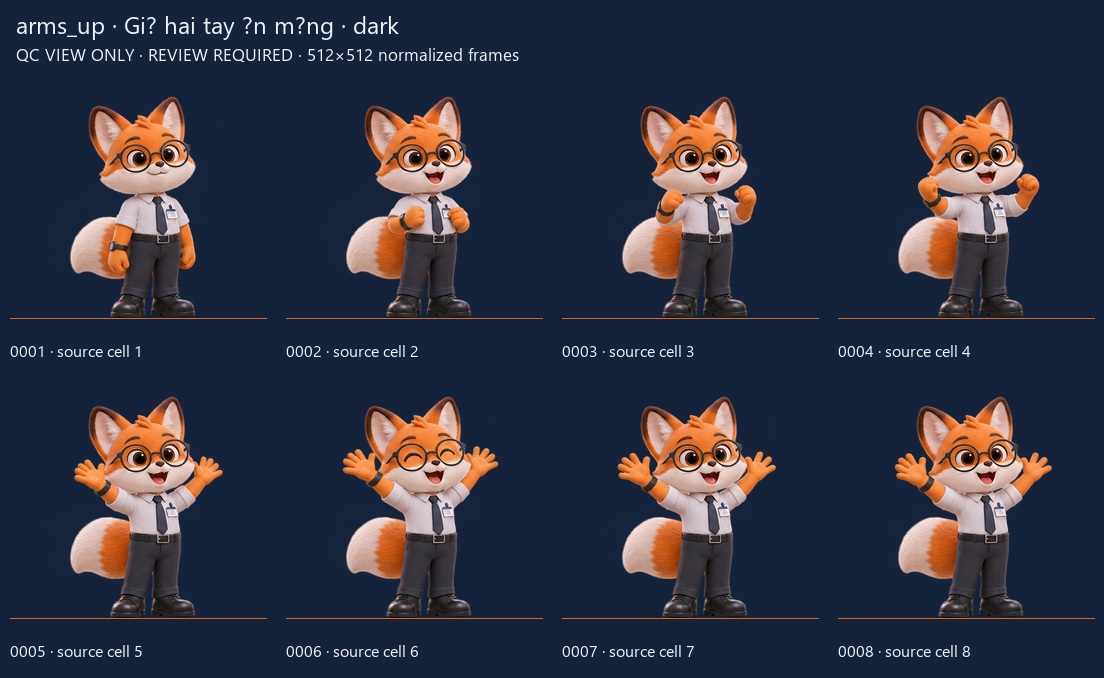 arms_up · Gi? hai tay ?n m?ng · dark
QC VIEW ONLY · REVIEW REQUIRED · 512×512 normalized frames
0001 · source cell 1
0002 · source cell 2
0003 · source cell 3
0004 · source cell 4
0005 · source cell 5
0006 · source cell 6
0007 · source cell 7
0008 · source cell 8